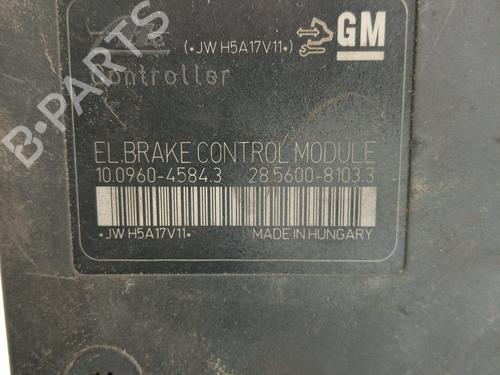 (*JW H5A17V11*)
GM
Controller
EL.BRAKE CONTROL MODULE
10.0960-4584.3 28.5600-8103.3
*JW H5A17V11*
MADE IN HUNGARY
B-PARTS